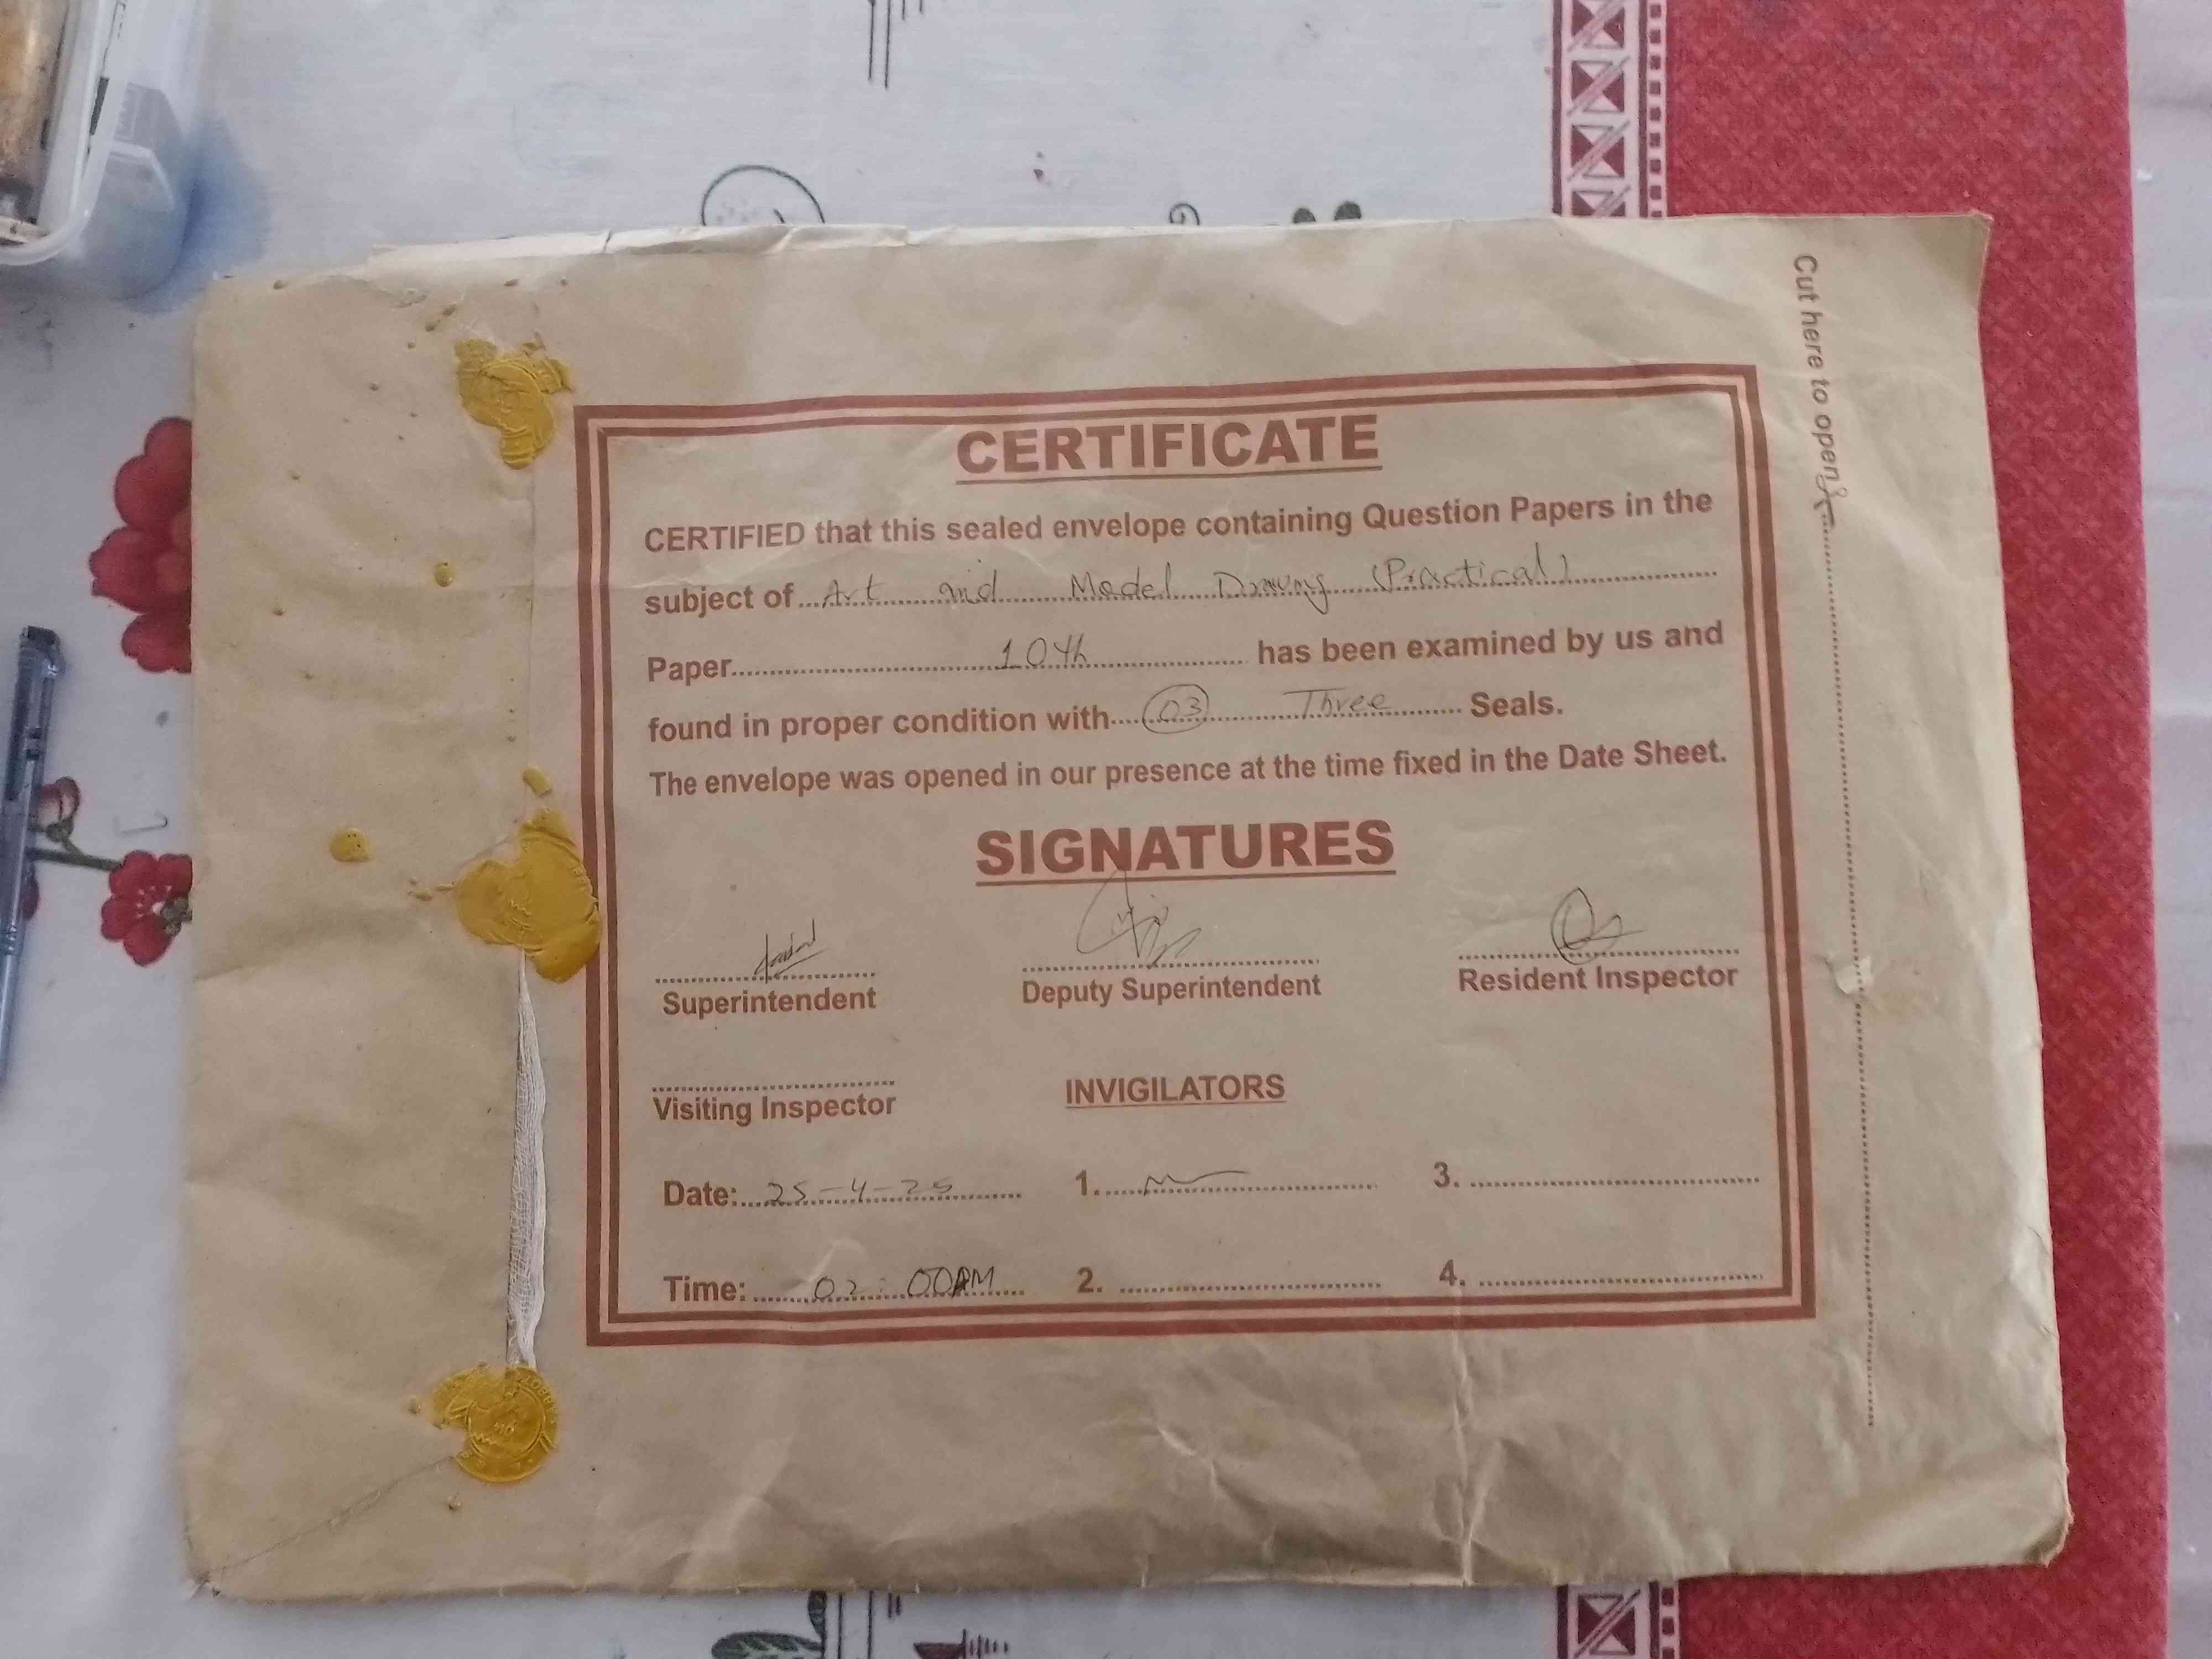 Cut here to open
CERTIFICATE
CERTIFIED that this sealed envelope containing Question Papers in the
subject of Art and Model Drawing (Practical)
Paper 10th has been examined by us and
found in proper condition with 03 Three Seals.
The envelope was opened in our presence at the time fixed in the Date Sheet.
SIGNATURES
Superintendent Deputy Superintendent Resident Inspector
Visiting Inspector INVIGILATORS
Date: 25-4-25 1. 3.
Time: 02:00 PM 2. 4.